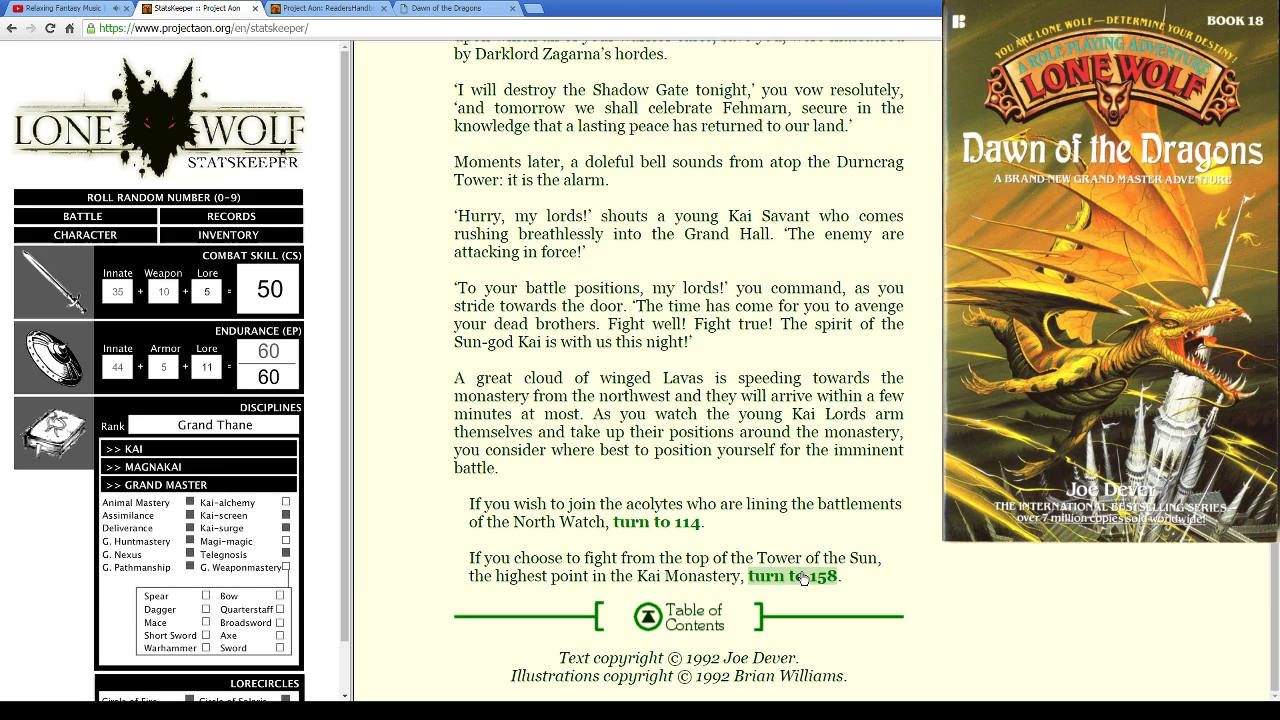 Relaxing Fantasy Music
StatsKeeper :: Project Aon
Project Aon: ReadersHandb
Dawn of the Dragons
https://www.projectaon.org/en/statskeeper/
LONE WOLF
STATSKEEPER
ROLL RANDOM NUMBER (0-9)
BATTLE RECORDS
CHARACTER INVENTORY
COMBAT SKILL (CS)
Innate Weapon Lore
35 + 10 + 5 = 50
ENDURANCE (EP)
Innate Armor Lore
60
44 + 5 + 11 =
60
DISCIPLINES
Rank Grand Thane
>> KAI
>> MAGNAKAI
>> GRAND MASTER
Animal Mastery Kai-alchemy
Assimilance Kai-screen
Deliverance Kai-surge
G. Huntmastery Magi-magic
G. Nexus Telegnosis
G. Pathmanship G. Weaponmastery
Spear Bow
Dagger Quarterstaff
Mace Broadsword
Short Sword Axe
Warhammer Sword
LORECIRCLES
Circle of Fire Circle of Solaris
by Darklord Zagarna's hordes.
‘I will destroy the Shadow Gate tonight,’ you vow resolutely,
‘and tomorrow we shall celebrate Fehmarn, secure in the
knowledge that a lasting peace has returned to our land.’
Moments later, a doleful bell sounds from atop the Durncrag
Tower: it is the alarm.
‘Hurry, my lords!’ shouts a young Kai Savant who comes
rushing breathlessly into the Grand Hall. ‘The enemy are
attacking in force!’
‘To your battle positions, my lords!’ you command, as you
stride towards the door. ‘The time has come for you to avenge
your dead brothers. Fight well! Fight true! The spirit of the
Sun-god Kai is with us this night!’
A great cloud of winged Lavas is speeding towards the
monastery from the northwest and they will arrive within a few
minutes at most. As you watch the young Kai Lords arm
themselves and take up their positions around the monastery,
you consider where best to position yourself for the imminent
battle.
If you wish to join the acolytes who are lining the battlements
of the North Watch, turn to 114.
If you choose to fight from the top of the Tower of the Sun,
the highest point in the Kai Monastery, turn to 158.
Table of
Contents
Text copyright © 1992 Joe Dever.
Illustrations copyright © 1992 Brian Williams.
B
BOOK 18
YOU ARE LONE WOLF—DETERMINE YOUR DESTINY!
A ROLE PLAYING ADVENTURE
LONE WOLF
Dawn of the Dragons
A BRAND-NEW GRAND MASTER ADVENTURE
Joe Dever
THE INTERNATIONAL BESTSELLING SERIES—
over 7 million copies sold worldwide!